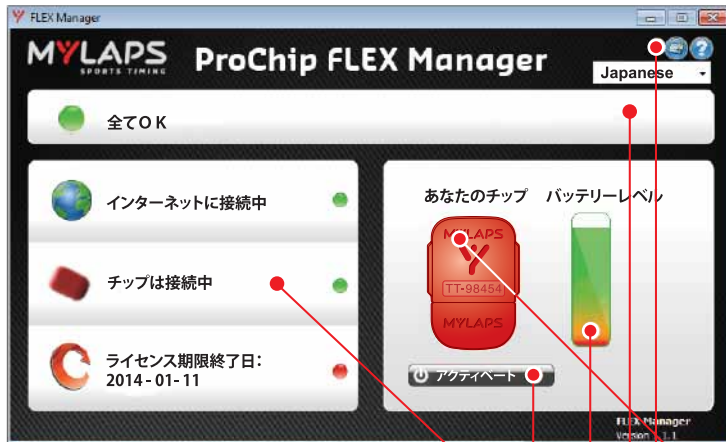 FLEX Manager
MYLAPS
SPORTS TIMING
ProChip FLEX Manager
Japanese
全てOK
インターネットに接続中
チップは接続中
ライセンス期限終了日:
2014-01-11
あなたのチップ バッテリーレベル
MYLAPS
TT-98454
MYLAPS
アクティベート
FLEX Manager
Version 1.1